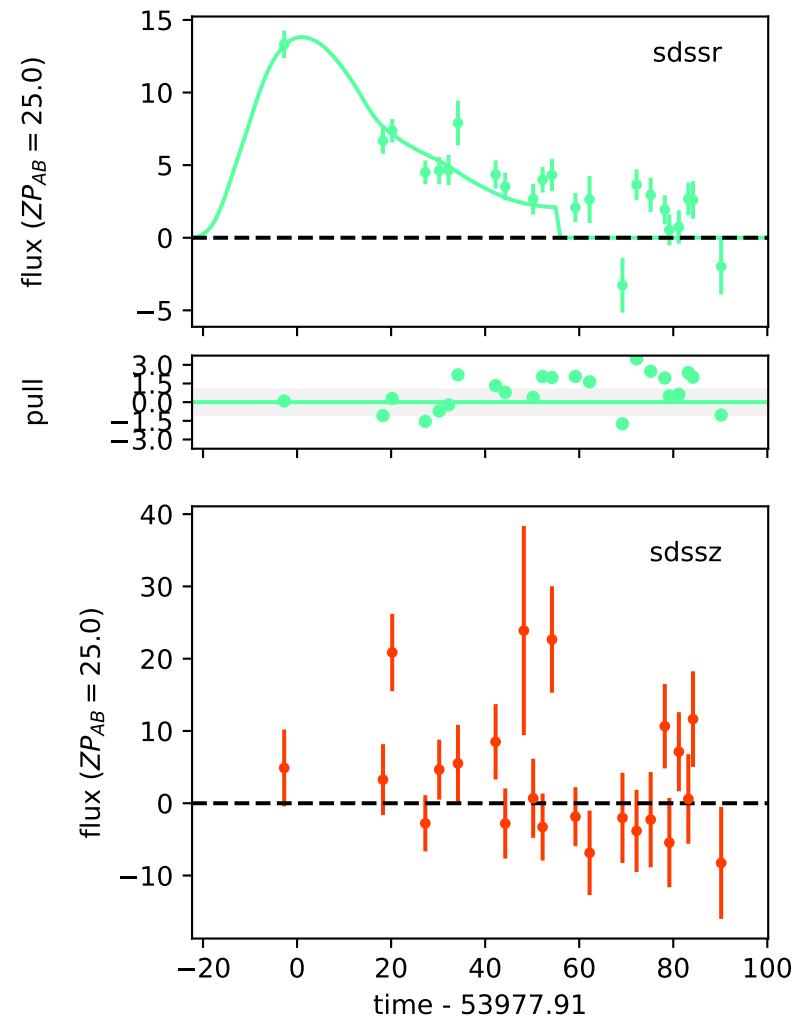 15
sdssr
10
5
0
−5
flux (ZP_AB = 25.0)
3.0
1.5
0.0
−1.5
−3.0
pull
40
sdssz
30
20
10
0
−10
flux (ZP_AB = 25.0)
−20 0 20 40 60 80 100
time - 53977.91